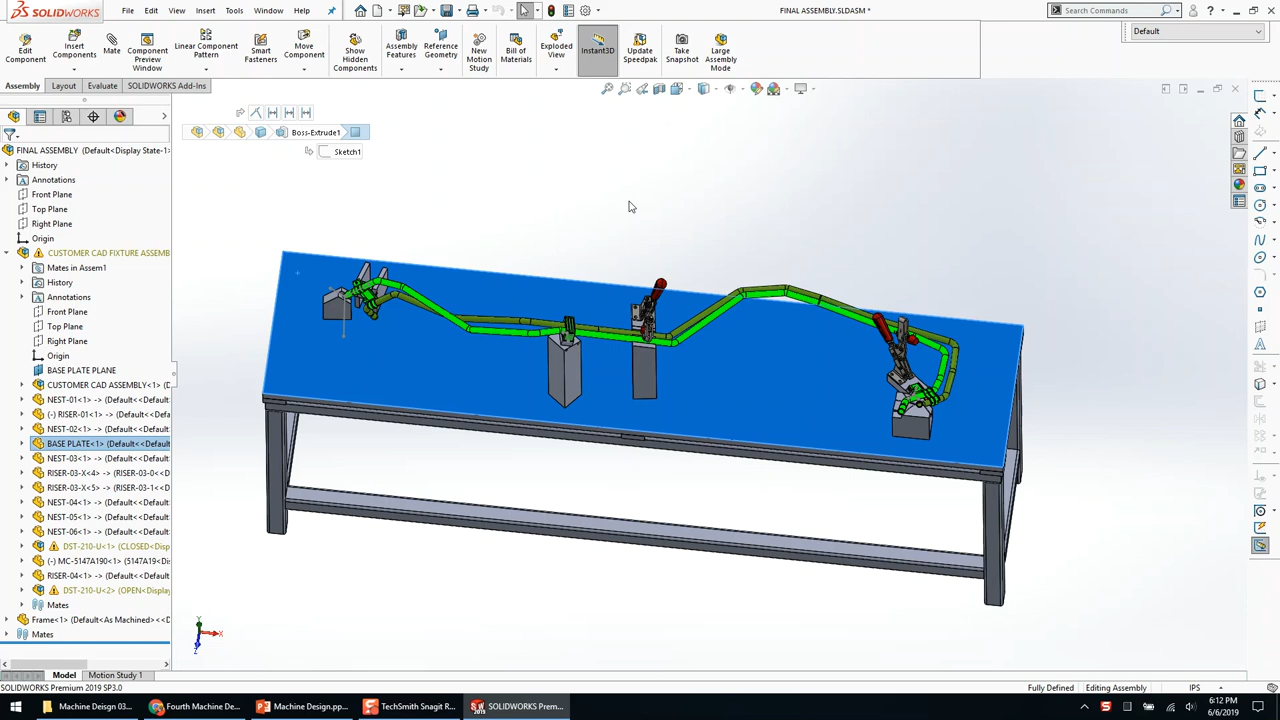 SOLIDWORKS
File Edit View Insert Tools Window Help
FINAL ASSEMBLY.SLDASM *
Search Commands
Edit Component
Insert Components
Mate
Component Preview Window
Linear Component Pattern
Smart Fasteners
Move Component
Show Hidden Components
Assembly Features
Reference Geometry
New Motion Study
Bill of Materials
Exploded View
Instant3D
Update Speedpak
Take Snapshot
Large Assembly Mode
Default
Assembly Layout Evaluate SOLIDWORKS Add-Ins
Boss-Extrude1
Sketch1
FINAL ASSEMBLY (Default<Display State-1>
History
Annotations
Front Plane
Top Plane
Right Plane
Origin
CUSTOMER CAD FIXTURE ASSEMB
Mates in Assem1
History
Annotations
Front Plane
Top Plane
Right Plane
Origin
BASE PLATE PLANE
CUSTOMER CAD ASSEMBLY<1> (D
NEST-01<1> -> (Default<<Default
(-) RISER-01<1> -> (Default<<Def
NEST-02<1> -> (Default<<Default
BASE PLATE<1> (Default<<Default
NEST-03<1> -> (Default<<Default
RISER-03-X<4> -> (RISER-03-0<<D
RISER-03-X<5> -> (RISER-03-1<<D
NEST-04<1> -> (Default<<Default
NEST-05<1> -> (Default<<Default
NEST-06<1> -> (Default<<Default
DST-210-U<1> (CLOSED<Disp
(-) MC-5147A190<1> (5147A19<D
RISER-04<1> -> (Default<<Default
DST-210-U<2> (OPEN<Display
Mates
Frame<1> (Default<As Machined><<D
Mates
Y X Z
Model Motion Study 1
SOLIDWORKS Premium 2019 SP3.0
Fully Defined Editing Assembly IPS
Machine Deisgn 03...
Fourth Machine De...
Machine Design.pp...
TechSmith Snagit R...
SOLIDWORKS Prem...
6:12 PM
6/6/2019